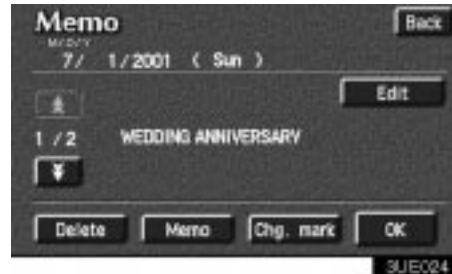 Memo Back
M/D/Y
7/ 1/2001 ( Sun )
Edit
1/2 WEDDING ANNIVERSARY
Delete Memo Chg. mark OK
3UE024